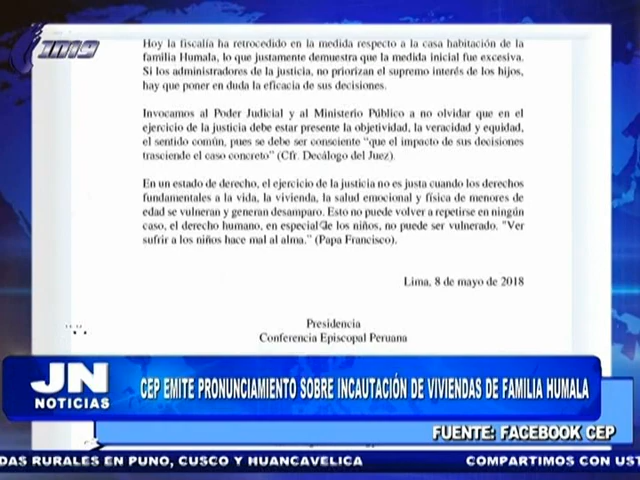 1M9
Hoy la fiscalía ha retrocedido en la medida respecto a la casa habitación de la
familia Humala, lo que justamente demuestra que la medida inicial fue excesiva.
Si los administradores de la justicia, no priorizan el supremo interés de los hijos,
hay que poner en duda la eficacia de sus decisiones.
Invocamos al Poder Judicial y al Ministerio Público a no olvidar que en el
ejercicio de la justicia debe estar presente la objetividad, la veracidad y equidad,
el sentido común, pues se debe ser consciente "que el impacto de sus decisiones
trasciende el caso concreto" (Cfr. Decálogo del Juez).
En un estado de derecho, el ejercicio de la justicia no es justa cuando los derechos
fundamentales a la vida, la vivienda, la salud emocional y física de menores de
edad se vulneran y generan desamparo. Esto no puede volver a repetirse en ningún
caso, el derecho humano, en especial de los niños, no puede ser vulnerado. "Ver
sufrir a los niños hace mal al alma." (Papa Francisco).
Lima, 8 de mayo de 2018
Presidencia
Conferencia Episcopal Peruana
JN
NOTICIAS
CEP EMITE PRONUNCIAMIENTO SOBRE INCAUTACIÓN DE VIVIENDAS DE FAMILIA HUMALA
FUENTE: FACEBOOK CEP
DAS RURALES EN PUNO, CUSCO Y HUANCAVELICA
COMPARTIMOS CON UST